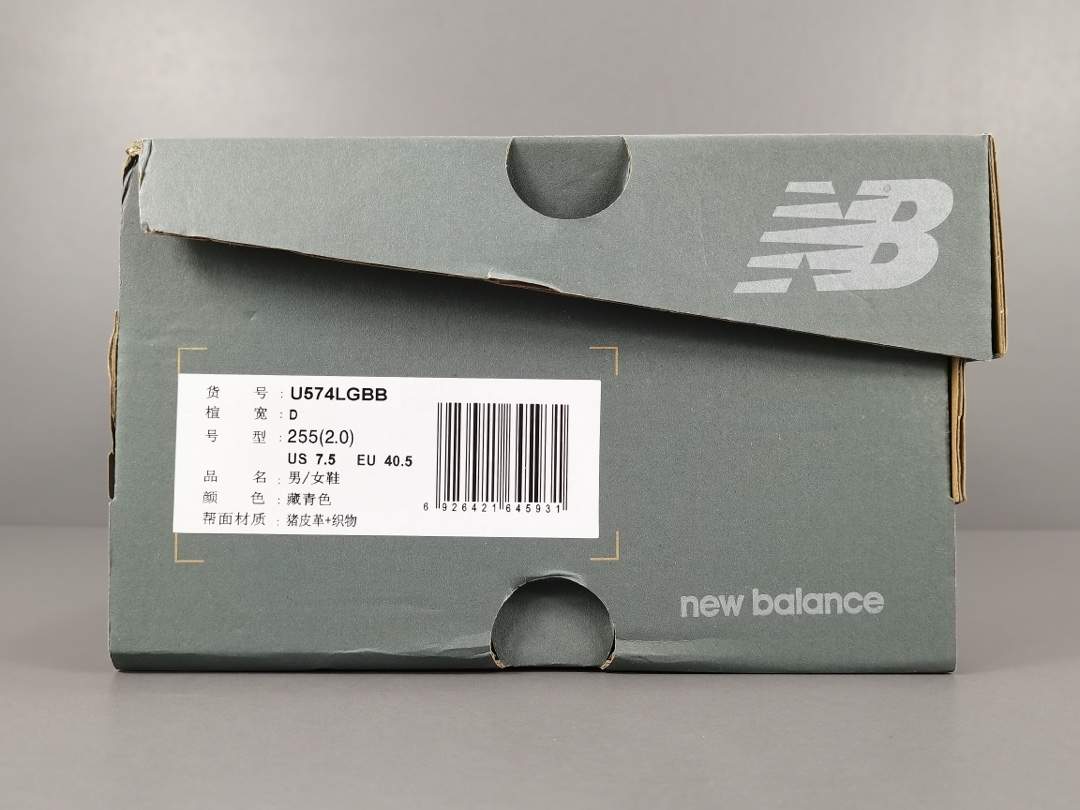 NB®
货 号 : U574LGBB
楦 宽 : D
号 型 : 255(2.0)
US 7.5 EU 40.5
品 名 : 男/女鞋
颜 色 : 藏青色
帮面材质 : 猪皮革+织物
6 926421 645931
new balance